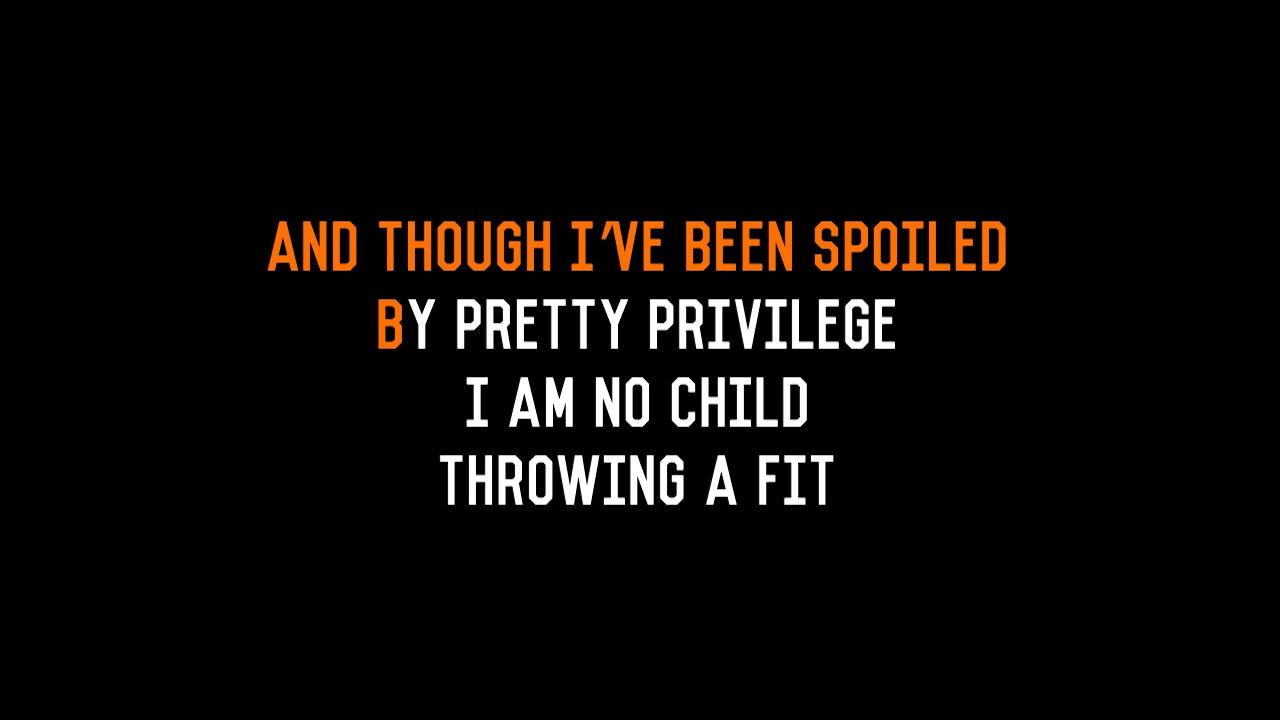 AND THOUGH I'VE BEEN SPOILED
BY PRETTY PRIVILEGE
I AM NO CHILD
THROWING A FIT